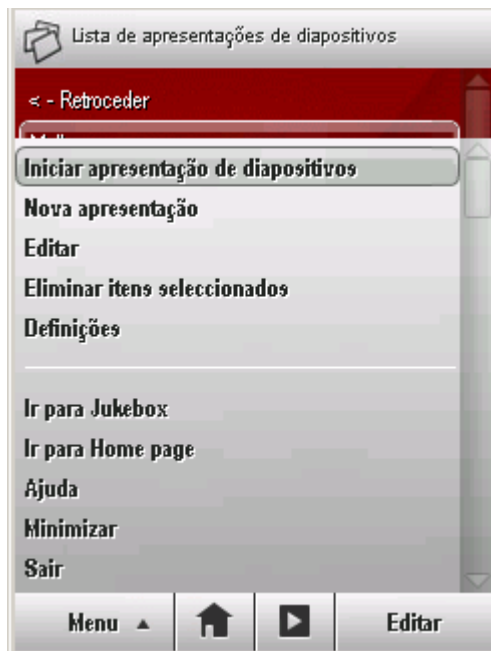 Lista de apresentações de diapositivos
< - Retroceder
Iniciar apresentação de diapositivos
Nova apresentação
Editar
Eliminar itens seleccionados
Definições
Ir para Jukebox
Ir para Home page
Ajuda
Minimizar
Sair
Menu ▲
Editar